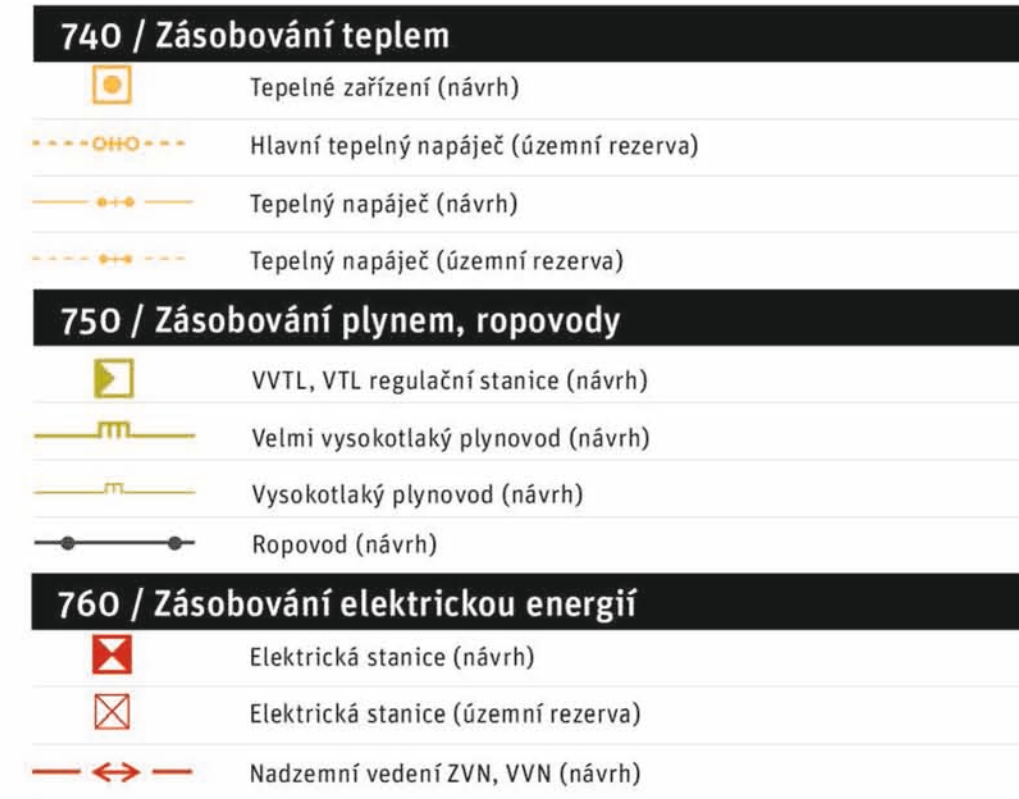 740 / Zásobování teplem
Tepelné zařízení (návrh)
Hlavní tepelný napáječ (územní rezerva)
Tepelný napáječ (návrh)
Tepelný napáječ (územní rezerva)
750 / Zásobování plynem, ropovody
VVTL, VTL regulační stanice (návrh)
Velmi vysokotlaký plynovod (návrh)
Vysokotlaký plynovod (návrh)
Ropovod (návrh)
760 / Zásobování elektrickou energií
Elektrická stanice (návrh)
Elektrická stanice (územní rezerva)
Nadzemní vedení ZVN, VVN (návrh)